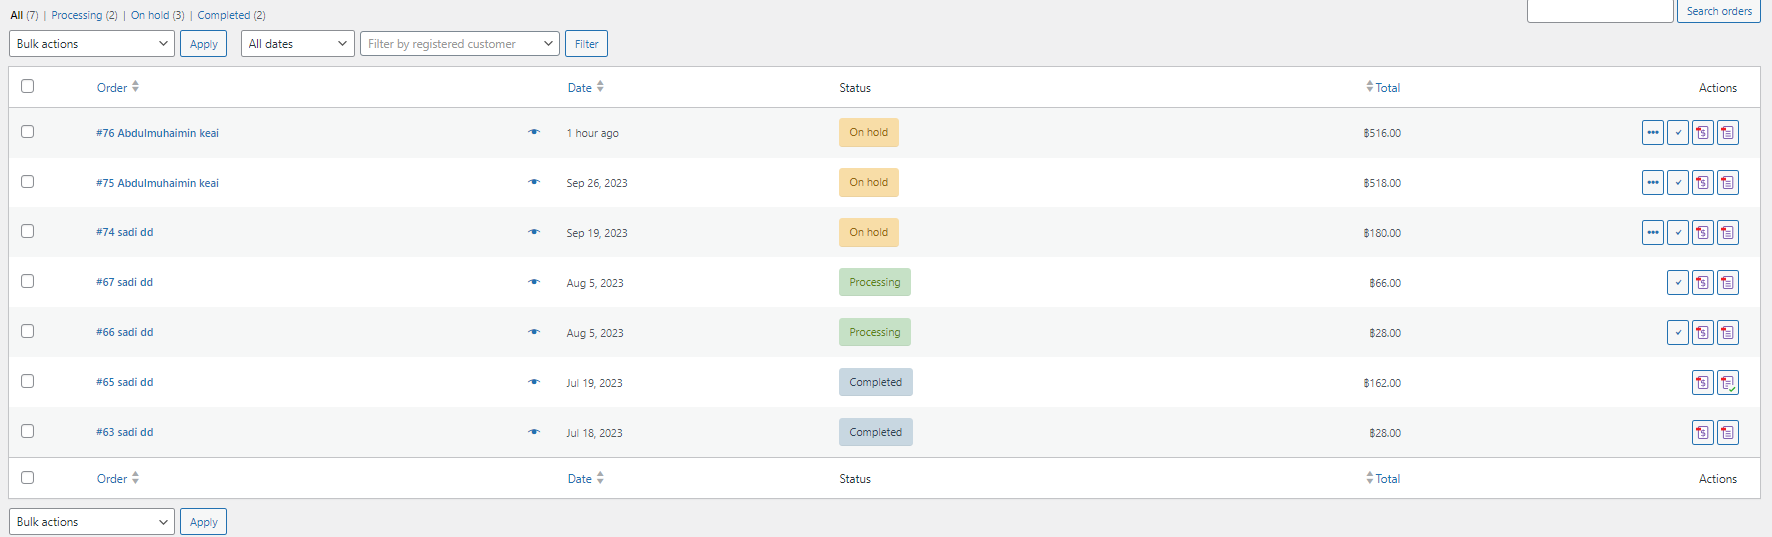 All (7) | Processing (2) | On hold (3) | Completed (2)
Search orders
Bulk actions Apply All dates Filter by registered customer Filter
Order Date Status Total Actions
#76 Abdulmuhaimin keai 1 hour ago On hold ฿516.00
#75 Abdulmuhaimin keai Sep 26, 2023 On hold ฿518.00
#74 sadi dd Sep 19, 2023 On hold ฿180.00
#67 sadi dd Aug 5, 2023 Processing ฿66.00
#66 sadi dd Aug 5, 2023 Processing ฿28.00
#65 sadi dd Jul 19, 2023 Completed ฿162.00
#63 sadi dd Jul 18, 2023 Completed ฿28.00
Order Date Status Total Actions
Bulk actions Apply